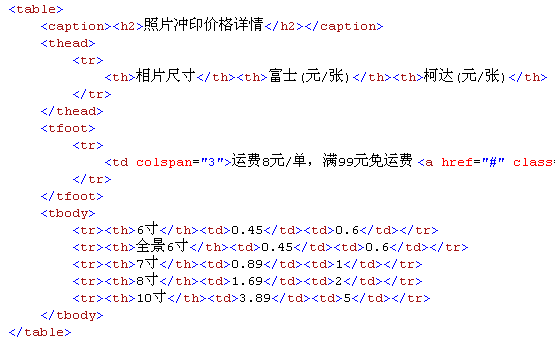 <table>
<caption><h2>照片冲印价格详情</h2></caption>
<thead>
<tr>
<th>相片尺寸</th><th>富士(元/张)</th><th>柯达(元/张)</th>
</tr>
</thead>
<tfoot>
<tr>
<td colspan="3">运费8元/单，满99元免运费 <a href="#" class=
</tr>
</tfoot>
<tbody>
<tr><th>6寸</th><td>0.45</td><td>0.6</td></tr>
<tr><th>全景6寸</th><td>0.45</td><td>0.6</td></tr>
<tr><th>7寸</th><td>0.89</td><td>1</td></tr>
<tr><th>8寸</th><td>1.69</td><td>2</td></tr>
<tr><th>10寸</th><td>3.89</td><td>5</td></tr>
</tbody>
</table>